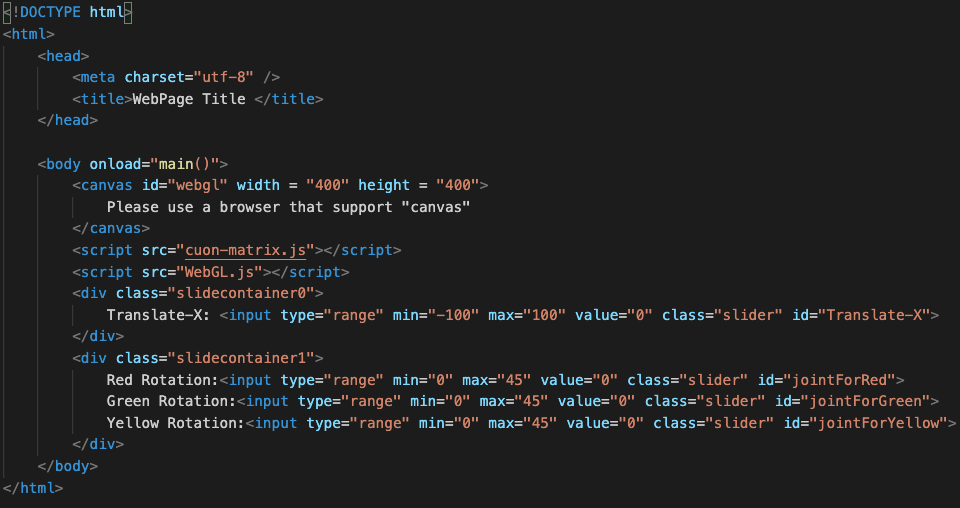 <!DOCTYPE html>
<html>
<head>
<meta charset="utf-8" />
<title>WebPage Title </title>
</head>
<body onload="main()">
<canvas id="webgl" width = "400" height = "400">
Please use a browser that support "canvas"
</canvas>
<script src="cuon-matrix.js"></script>
<script src="WebGL.js"></script>
<div class="slidecontainer0">
Translate-X: <input type="range" min="-100" max="100" value="0" class="slider" id="Translate-X">
</div>
<div class="slidecontainer1">
Red Rotation:<input type="range" min="0" max="45" value="0" class="slider" id="jointForRed">
Green Rotation:<input type="range" min="0" max="45" value="0" class="slider" id="jointForGreen">
Yellow Rotation:<input type="range" min="0" max="45" value="0" class="slider" id="jointForYellow">
</div>
</body>
</html>